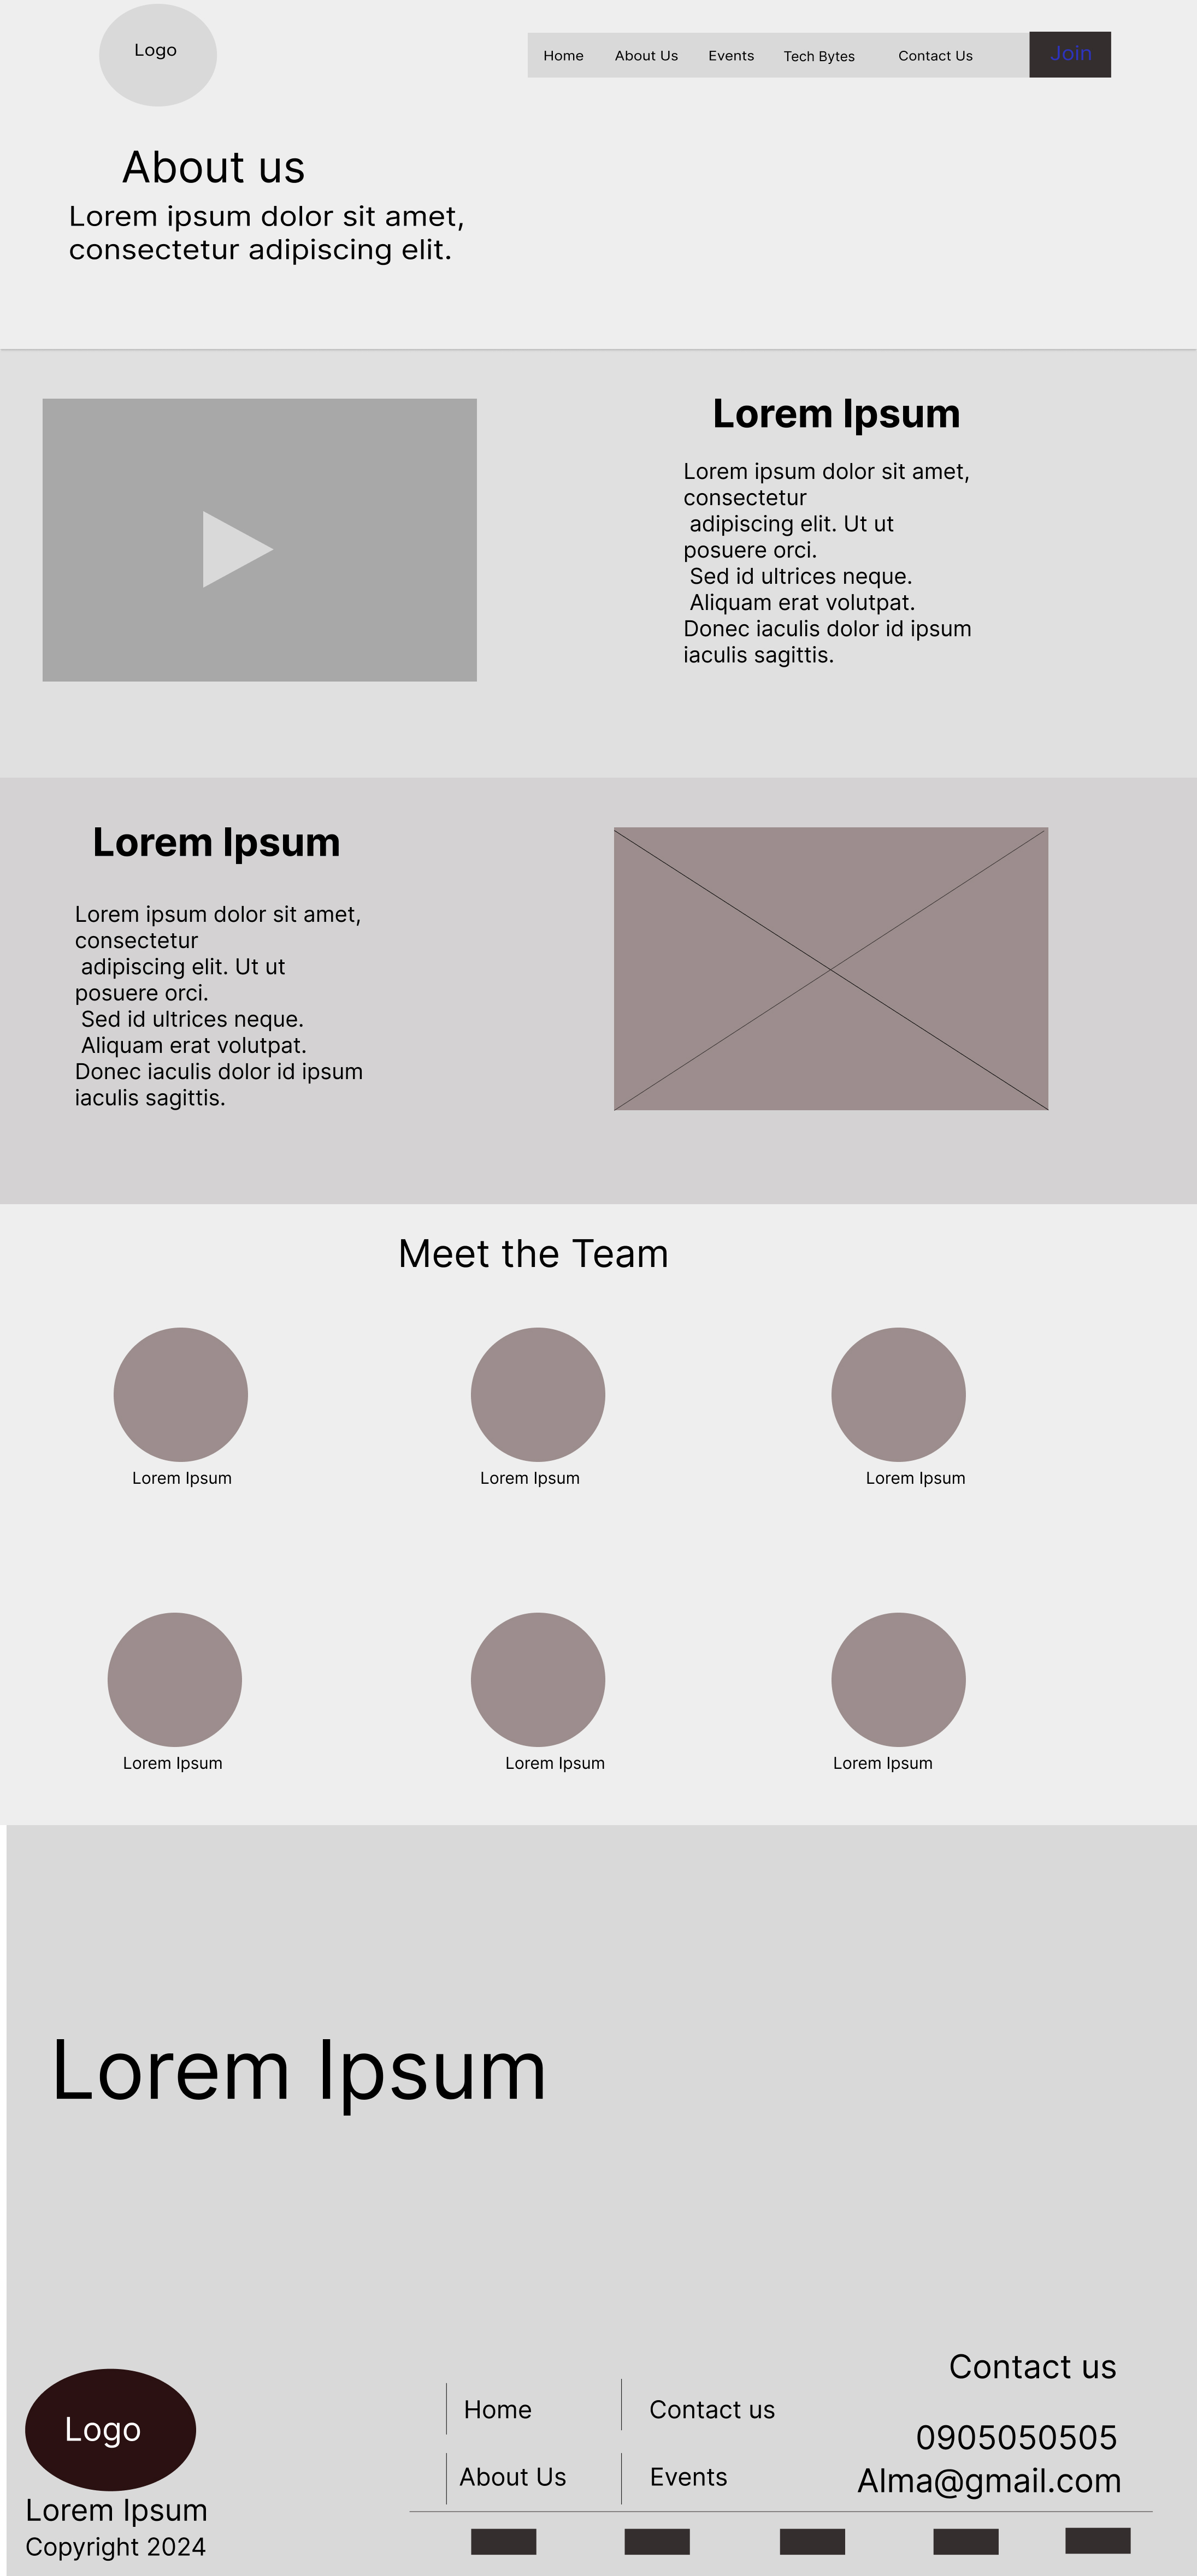 Logo
Home About Us Events Tech Bytes Contact Us Join
About us
Lorem ipsum dolor sit amet,
consectetur adipiscing elit.
Lorem Ipsum
Lorem ipsum dolor sit amet,
consectetur
adipiscing elit. Ut ut
posuere orci.
Sed id ultrices neque.
Aliquam erat volutpat.
Donec iaculis dolor id ipsum
iaculis sagittis.
Lorem Ipsum
Lorem ipsum dolor sit amet,
consectetur
adipiscing elit. Ut ut
posuere orci.
Sed id ultrices neque.
Aliquam erat volutpat.
Donec iaculis dolor id ipsum
iaculis sagittis.
Meet the Team
Lorem Ipsum
Lorem Ipsum
Lorem Ipsum
Lorem Ipsum
Lorem Ipsum
Lorem Ipsum
Lorem Ipsum
Logo
Lorem Ipsum
Copyright 2024
Home
About Us
Contact us
Events
Contact us
0905050505
Alma@gmail.com